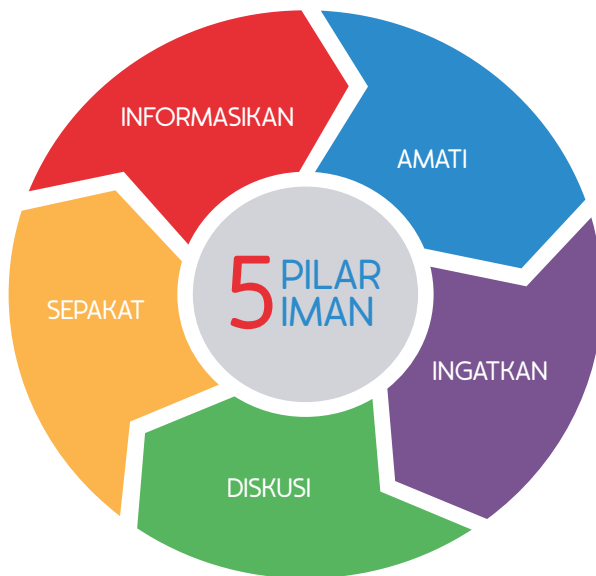 INFORMASIKAN
AMATI
5 PILAR
IMAN
SEPAKAT
INGATKAN
DISKUSI